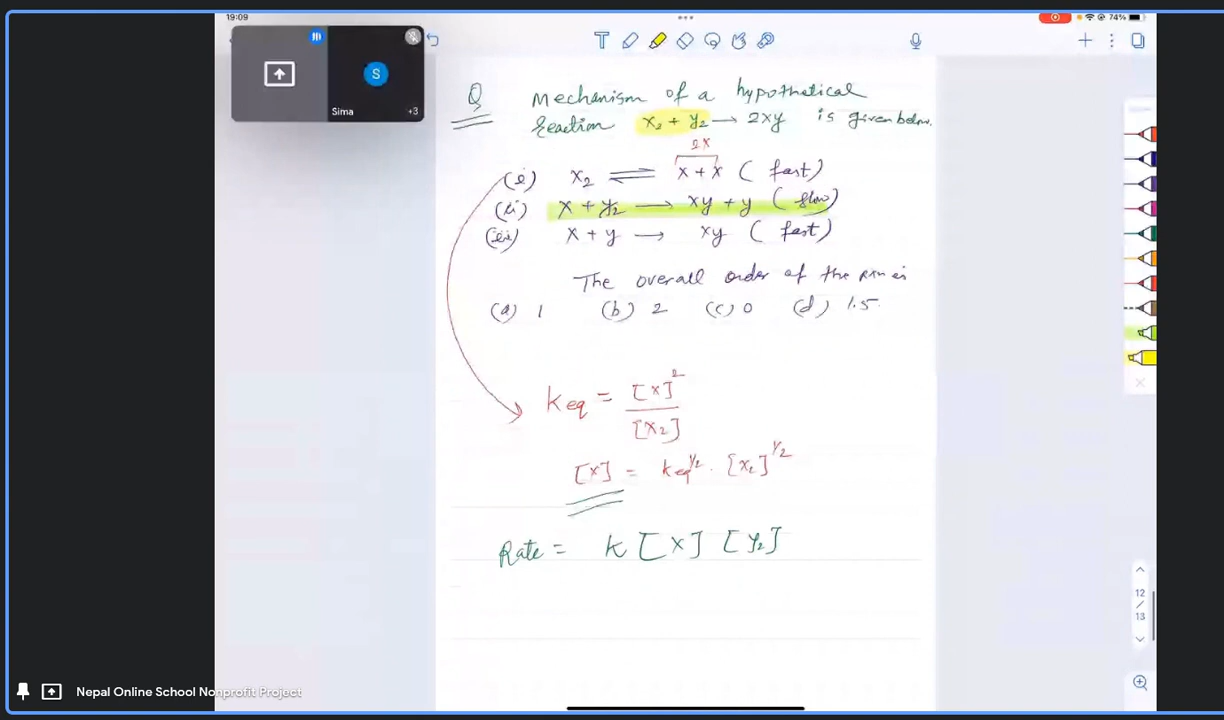 19:09
74%
S
Sima
+3
Q Mechanism of a hypothetical
reaction x₂ + y₂ → 2xy is given below.
2x
(i) x₂ ⇌ x + x (fast)
(ii) x + y₂ → xy + y (slow)
(iii) x + y → xy (fast)
The overall order of the rxn is
(a) 1 (b) 2 (c) 0 (d) 1.5
Keq = [x]² / [x₂]
[x] = Keq^1/2 · [x₂]^1/2
Rate = K [x] [y₂]
12
/
13
Nepal Online School Nonprofit Project